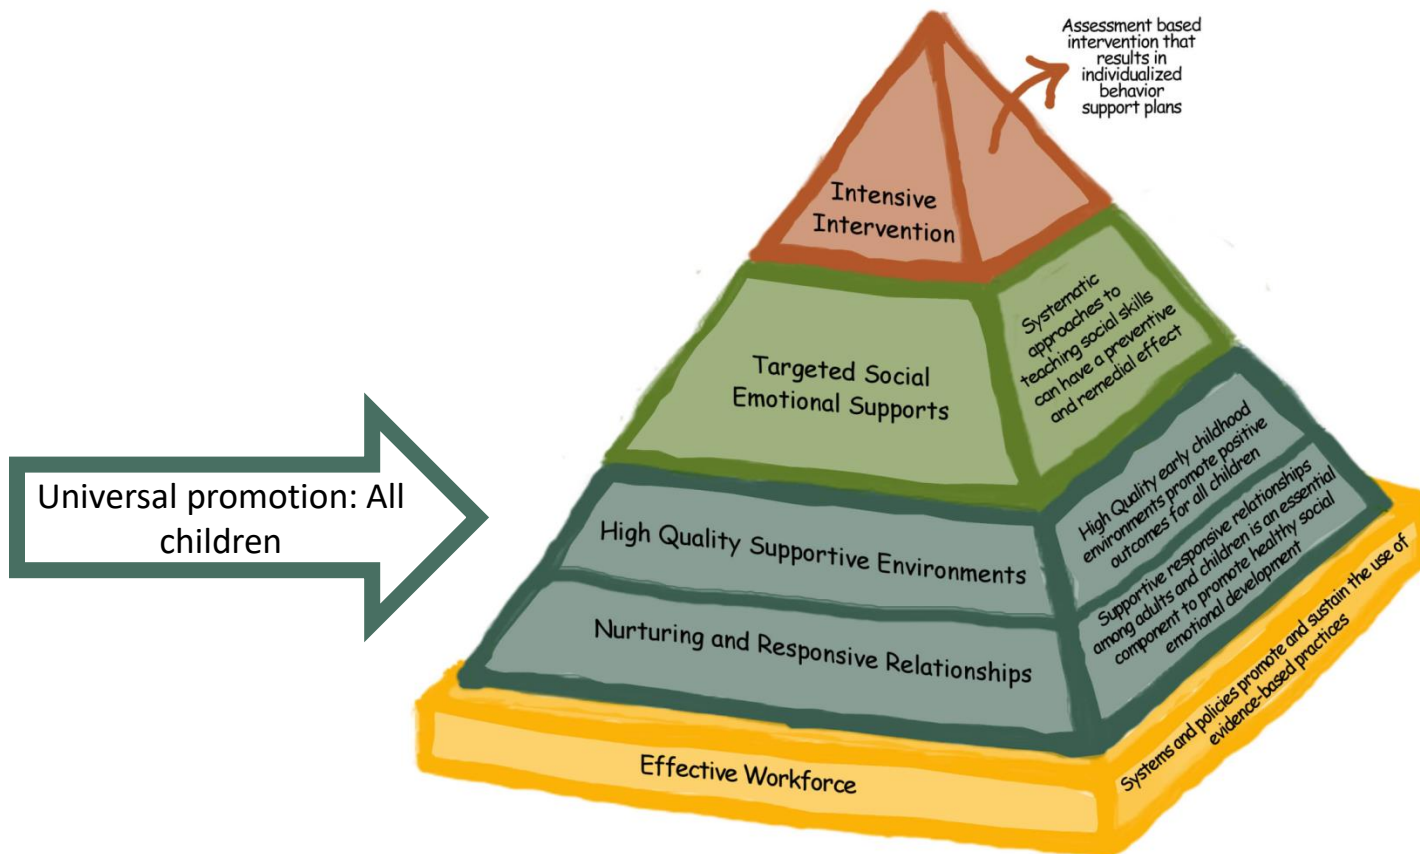 Assessment based
intervention that
results in
individualized
behavior
support plans
Intensive
Intervention
Systematic
approaches to
teaching social skills
can have a preventive
and remedial effect
Targeted Social
Emotional Supports
Universal promotion: All
children
High Quality early childhood
environments promote positive
outcomes for all children
High Quality Supportive Environments
Supportive responsive relationships
among adults and children is an essential
component to promote healthy social
emotional development
Nurturing and Responsive Relationships
Systems and policies promote and sustain the use of
evidence-based practices
Effective Workforce